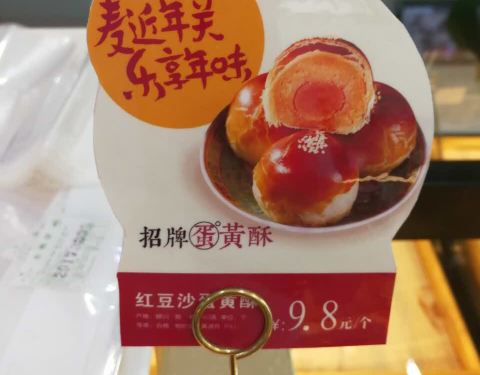 麦近年关
乐享年味
招牌蛋黄酥
红豆沙蛋黄酥
¥:9.8元/个